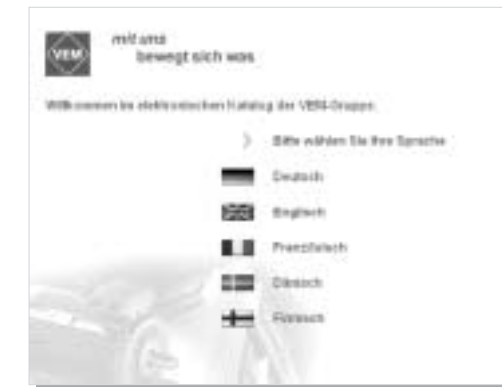 VEM
mit uns
bewegt sich was
Willkommen im elektronischen Katalog der VEM-Gruppe
Bitte wählen Sie Ihre Sprache
Deutsch
Englisch
Französisch
Dänisch
Finnisch